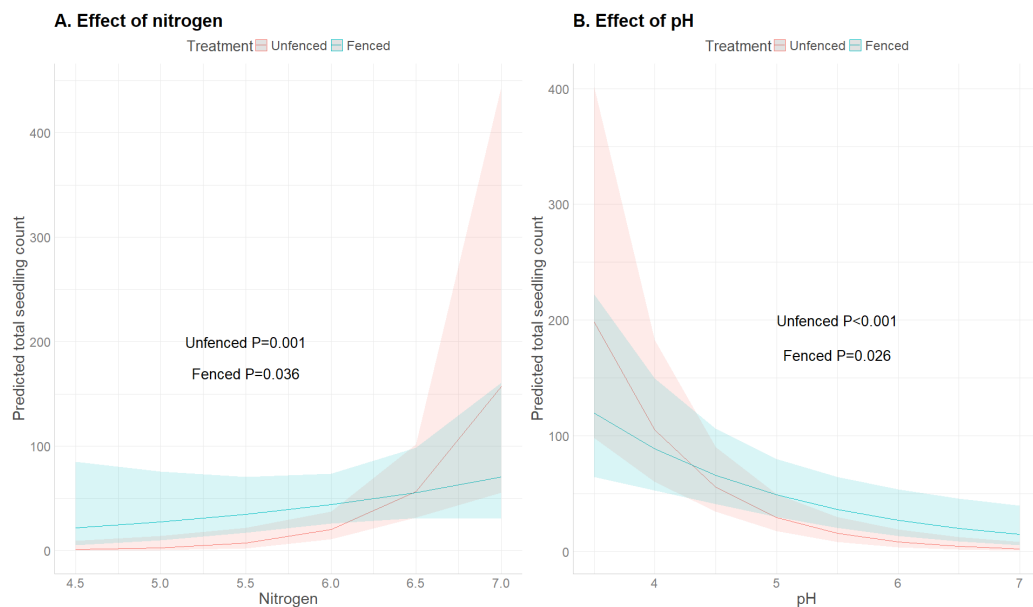 A. Effect of nitrogen
Treatment Unfenced Fenced
Predicted total seedling count
400
300
200
100
0
Unfenced P=0.001
Fenced P=0.036
4.5 5.0 5.5 6.0 6.5 7.0
Nitrogen
B. Effect of pH
Treatment Unfenced Fenced
Predicted total seedling count
400
300
200
100
0
Unfenced P<0.001
Fenced P=0.026
4 5 6 7
pH